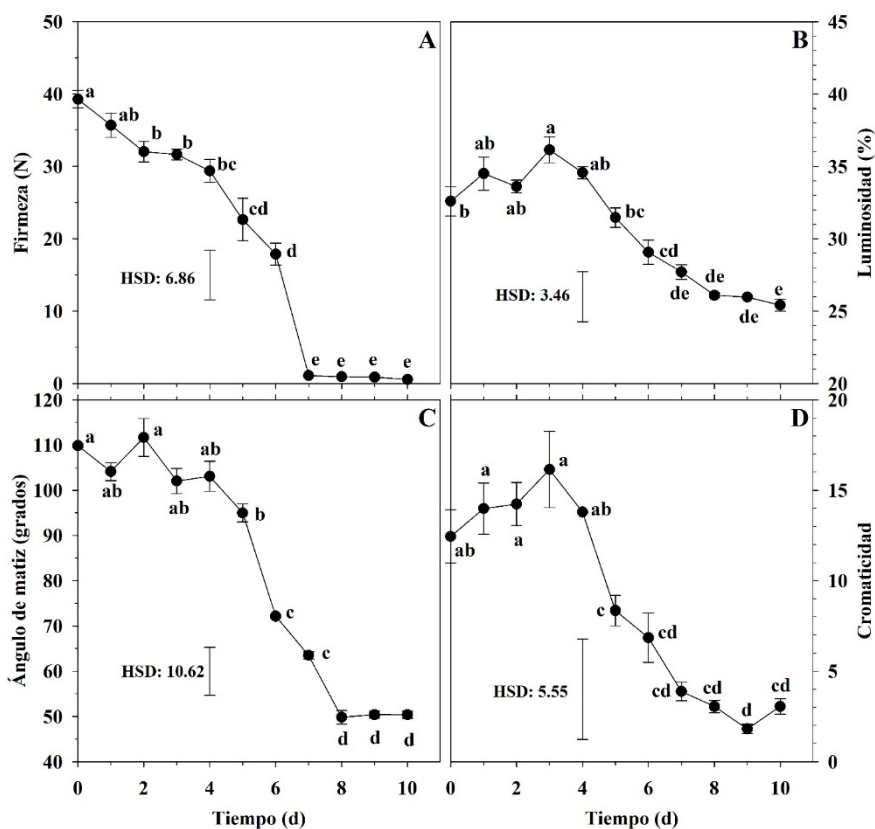 A
Firmeza (N)
50
40
30
20
10
0
a
ab
b
b
bc
cd
d
e
e
e
e
HSD: 6.86
B
Luminosidad (%)
45
40
35
30
25
20
b
ab
ab
a
ab
bc
cd
de
de
de
e
HSD: 3.46
C
Ángulo de matiz (grados)
120
110
100
90
80
70
60
50
40
a
ab
a
ab
ab
b
c
c
d
d
d
HSD: 10.62
0 2 4 6 8 10
Tiempo (d)
D
Cromaticidad
20
15
10
5
0
ab
a
a
a
ab
c
cd
cd
cd
d
cd
HSD: 5.55
0 2 4 6 8 10
Tiempo (d)